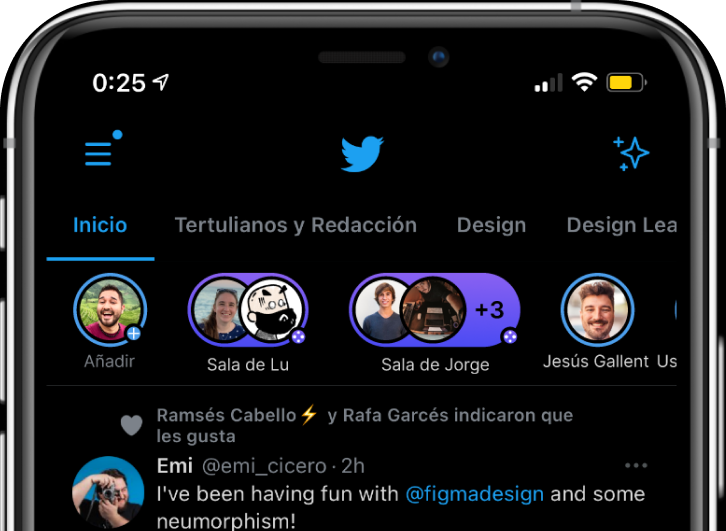 0:25
Inicio Tertulianos y Redacción Design Design Lea
+3
Añadir Sala de Lu Sala de Jorge Jesús Gallent Us
Ramsés Cabello⚡ y Rafa Garcés indicaron que
les gusta
Emi @emi_cicero · 2h
I've been having fun with @figmadesign and some
neumorphism!